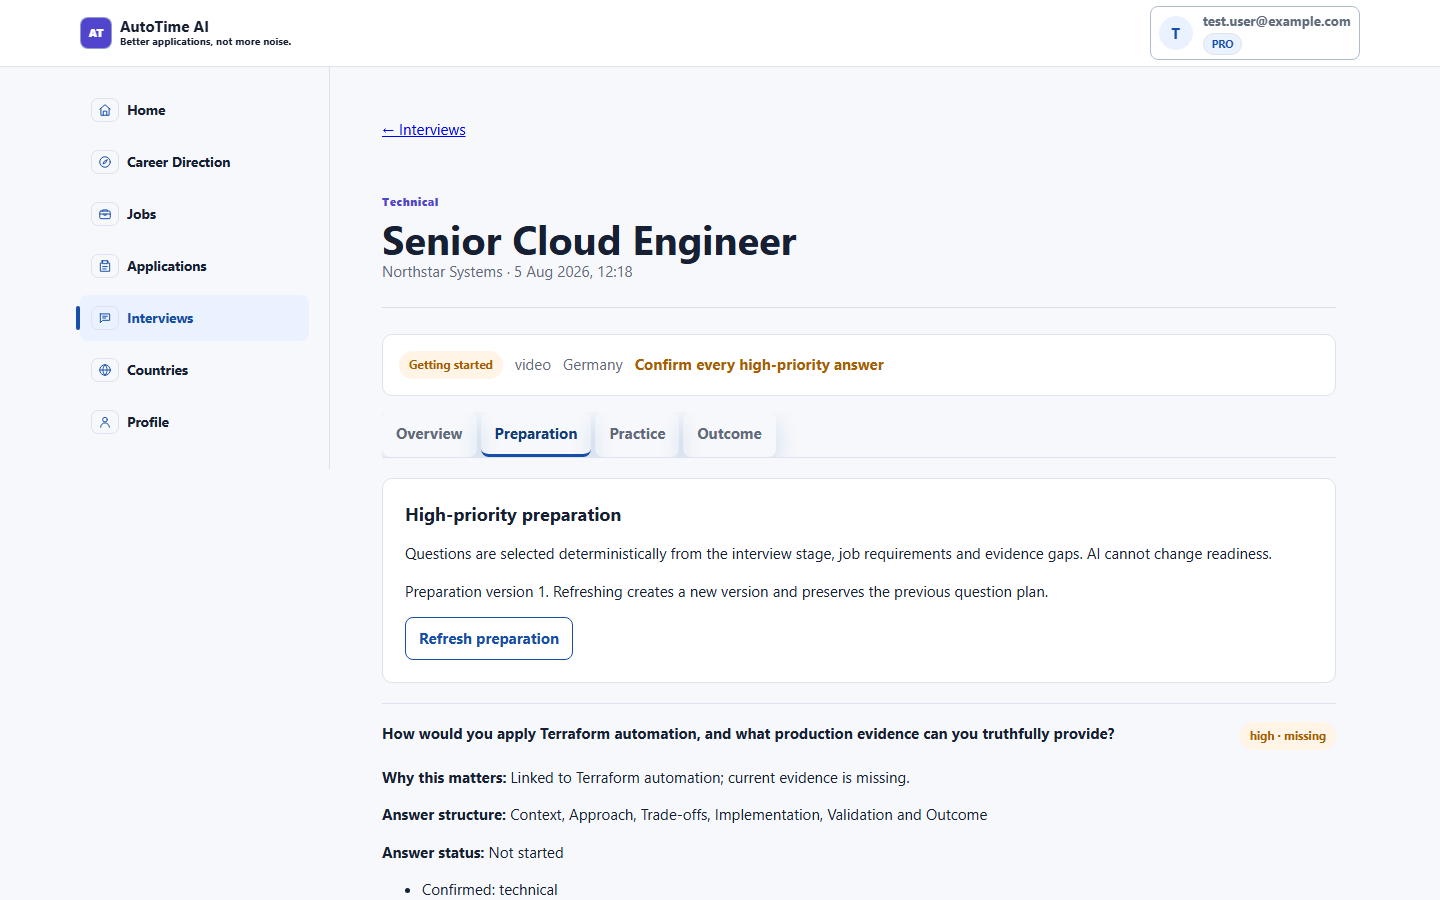 AT
AutoTime AI
Better applications, not more noise.
T
test.user@example.com
PRO
Home
Career Direction
Jobs
Applications
Interviews
Countries
Profile
← Interviews
Technical
Senior Cloud Engineer
Northstar Systems · 5 Aug 2026, 12:18
Getting started video Germany Confirm every high-priority answer
Overview Preparation Practice Outcome
High-priority preparation
Questions are selected deterministically from the interview stage, job requirements and evidence gaps. AI cannot change readiness.
Preparation version 1. Refreshing creates a new version and preserves the previous question plan.
Refresh preparation
How would you apply Terraform automation, and what production evidence can you truthfully provide?
high · missing
Why this matters: Linked to Terraform automation; current evidence is missing.
Answer structure: Context, Approach, Trade-offs, Implementation, Validation and Outcome
Answer status: Not started
• Confirmed: technical